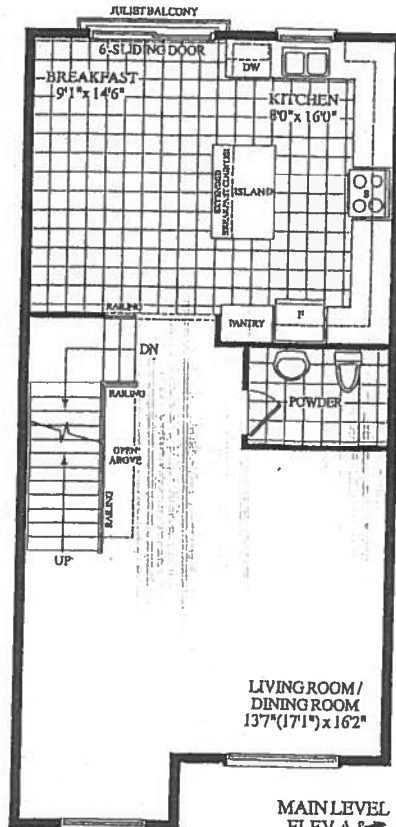 JULIET BALCONY
6'-SLIDING DOOR
BREAKFAST
9'1" x 14'6"
DW
KITCHEN
8'0" x 16'0"
EXTENDED
BREAKFAST COUNTER
ISLAND
S
RAILING
PANTRY
F
DN
RAILING
POWDER
OPEN
ABOVE
RAILING
UP
LIVING ROOM /
DINING ROOM
13'7" (17'1") x 16'2"
MAIN LEVEL
ELEV. A &